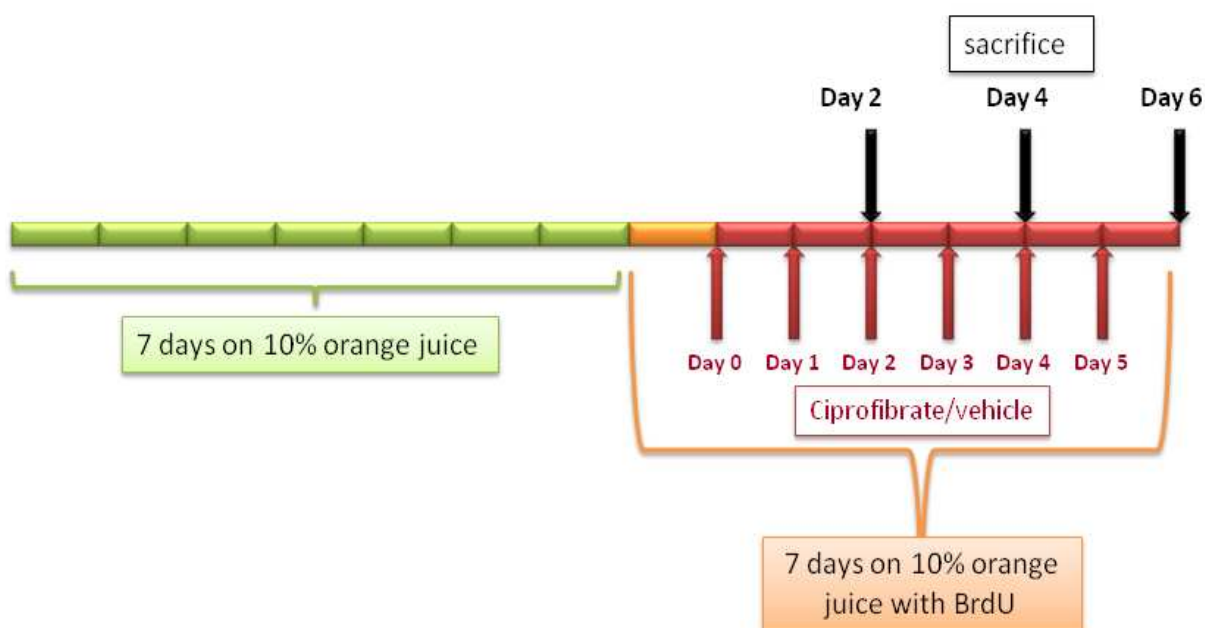 sacrifice
Day 2
Day 4
Day 6
7 days on 10% orange juice
Day 0
Day 1
Day 2
Day 3
Day 4
Day 5
Ciprofibrate/vehicle
7 days on 10% orange
juice with BrdU